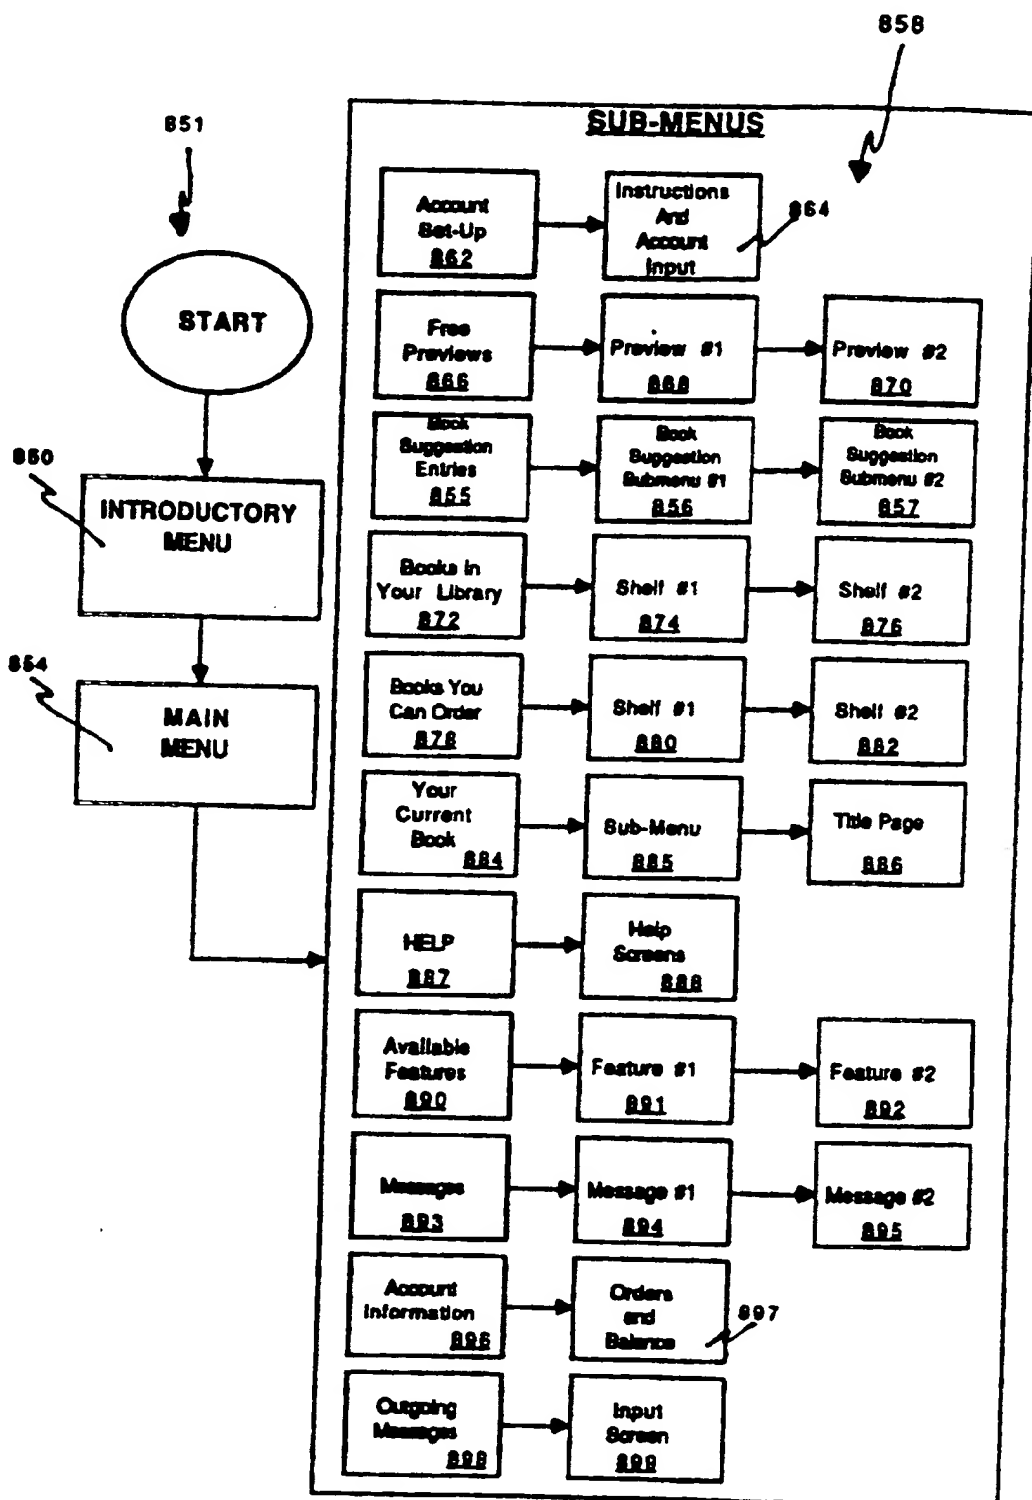 858
851
SUB-MENUS
START
850
INTRODUCTORY
MENU
854
MAIN
MENU
Account
Set-Up
862
Instructions
And
Account
Input
864
Free
Previews
866
Preview #1
868
Preview #2
870
Book
Suggestion
Entries
855
Book
Suggestion
Submenu #1
856
Book
Suggestion
Submenu #2
857
Books In
Your Library
872
Shelf #1
874
Shelf #2
876
Books You
Can Order
878
Shelf #1
880
Shelf #2
882
Your
Current
Book
884
Sub-Menu
885
Title Page
886
HELP
887
Help
Screens
888
Available
Features
890
Feature #1
891
Feature #2
892
Messages
893
Message #1
894
Message #2
895
Account
Information
896
Orders
and
Balance
897
Outgoing
Messages
898
Input
Screen
899